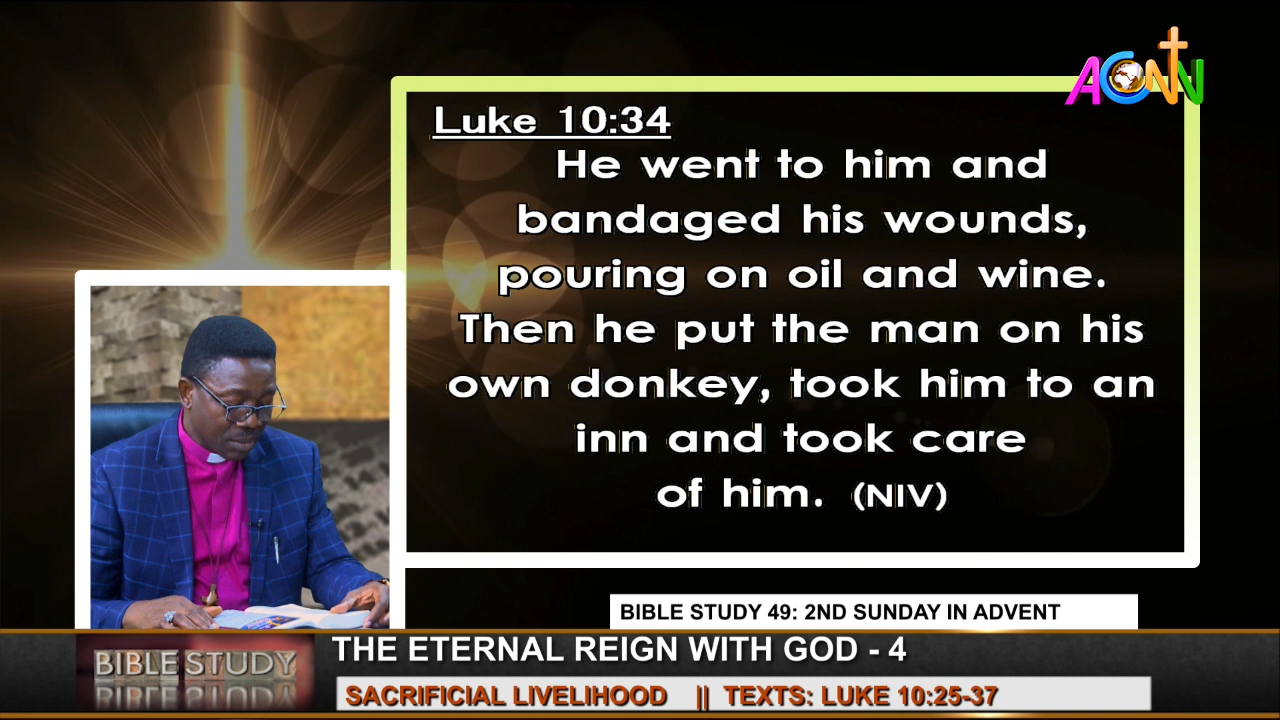 ACNN
Luke 10:34
He went to him and
bandaged his wounds,
pouring on oil and wine.
Then he put the man on his
own donkey, took him to an
inn and took care
of him. (NIV)
BIBLE STUDY 49: 2ND SUNDAY IN ADVENT
BIBLE STUDY
THE ETERNAL REIGN WITH GOD - 4
SACRIFICIAL LIVELIHOOD || TEXTS: LUKE 10:25-37